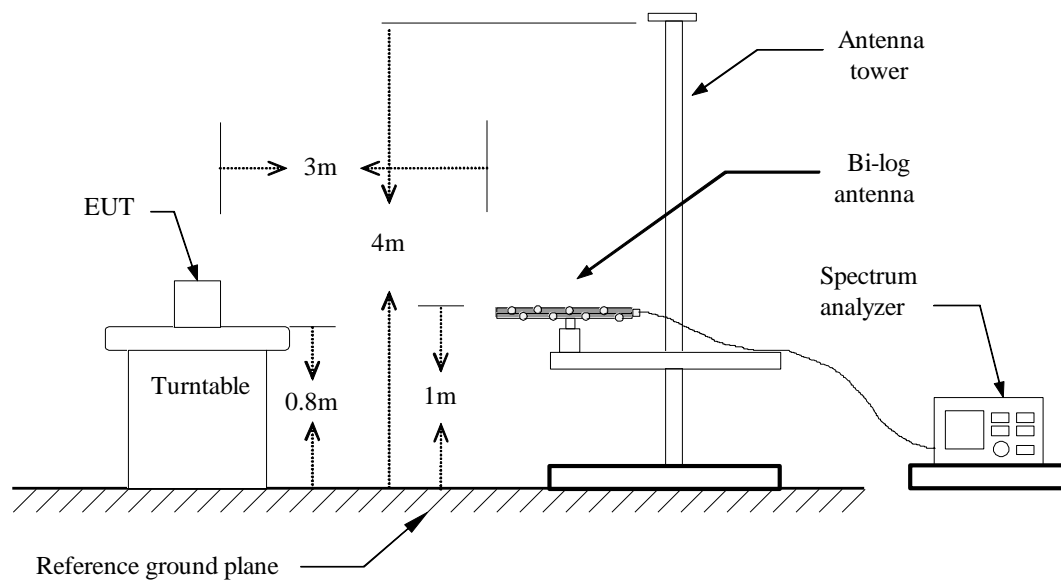 Antenna
tower
3m
Bi-log
antenna
EUT
4m
Spectrum
analyzer
Turntable
0.8m
1m
Reference ground plane